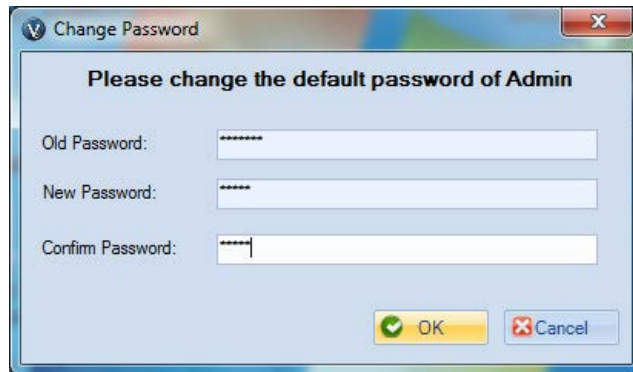 Change Password
Please change the default password of Admin
Old Password: *******
New Password: *****
Confirm Password: *****
OK Cancel